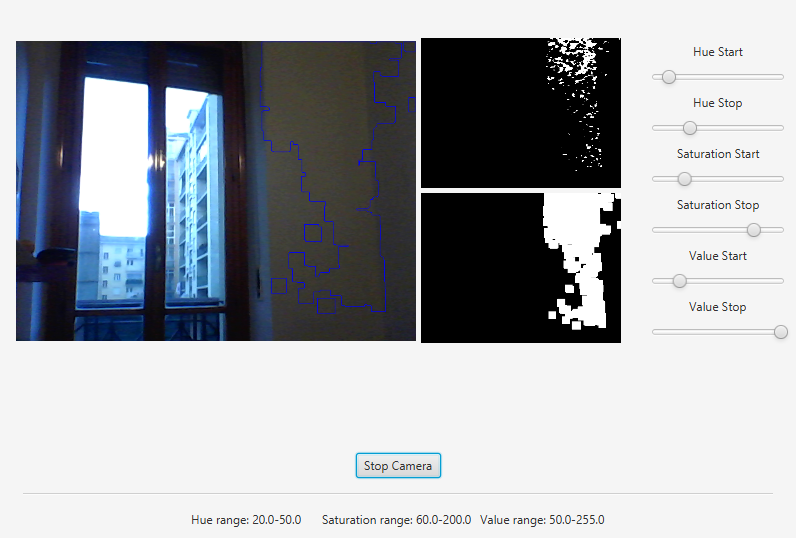 Hue Start
Hue Stop
Saturation Start
Saturation Stop
Value Start
Value Stop
Stop Camera
Hue range: 20.0-50.0 Saturation range: 60.0-200.0 Value range: 50.0-255.0